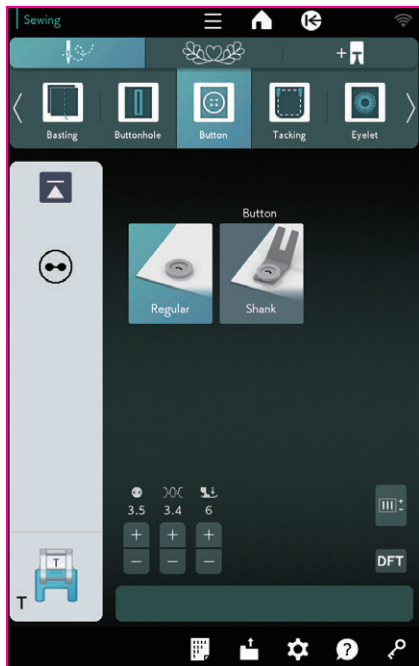 Sewing
Basting Buttonhole Button Tacking Eyelet
Button
Regular Shank
3.5 3.4 6
+ + +
− − −
DFT
T
T